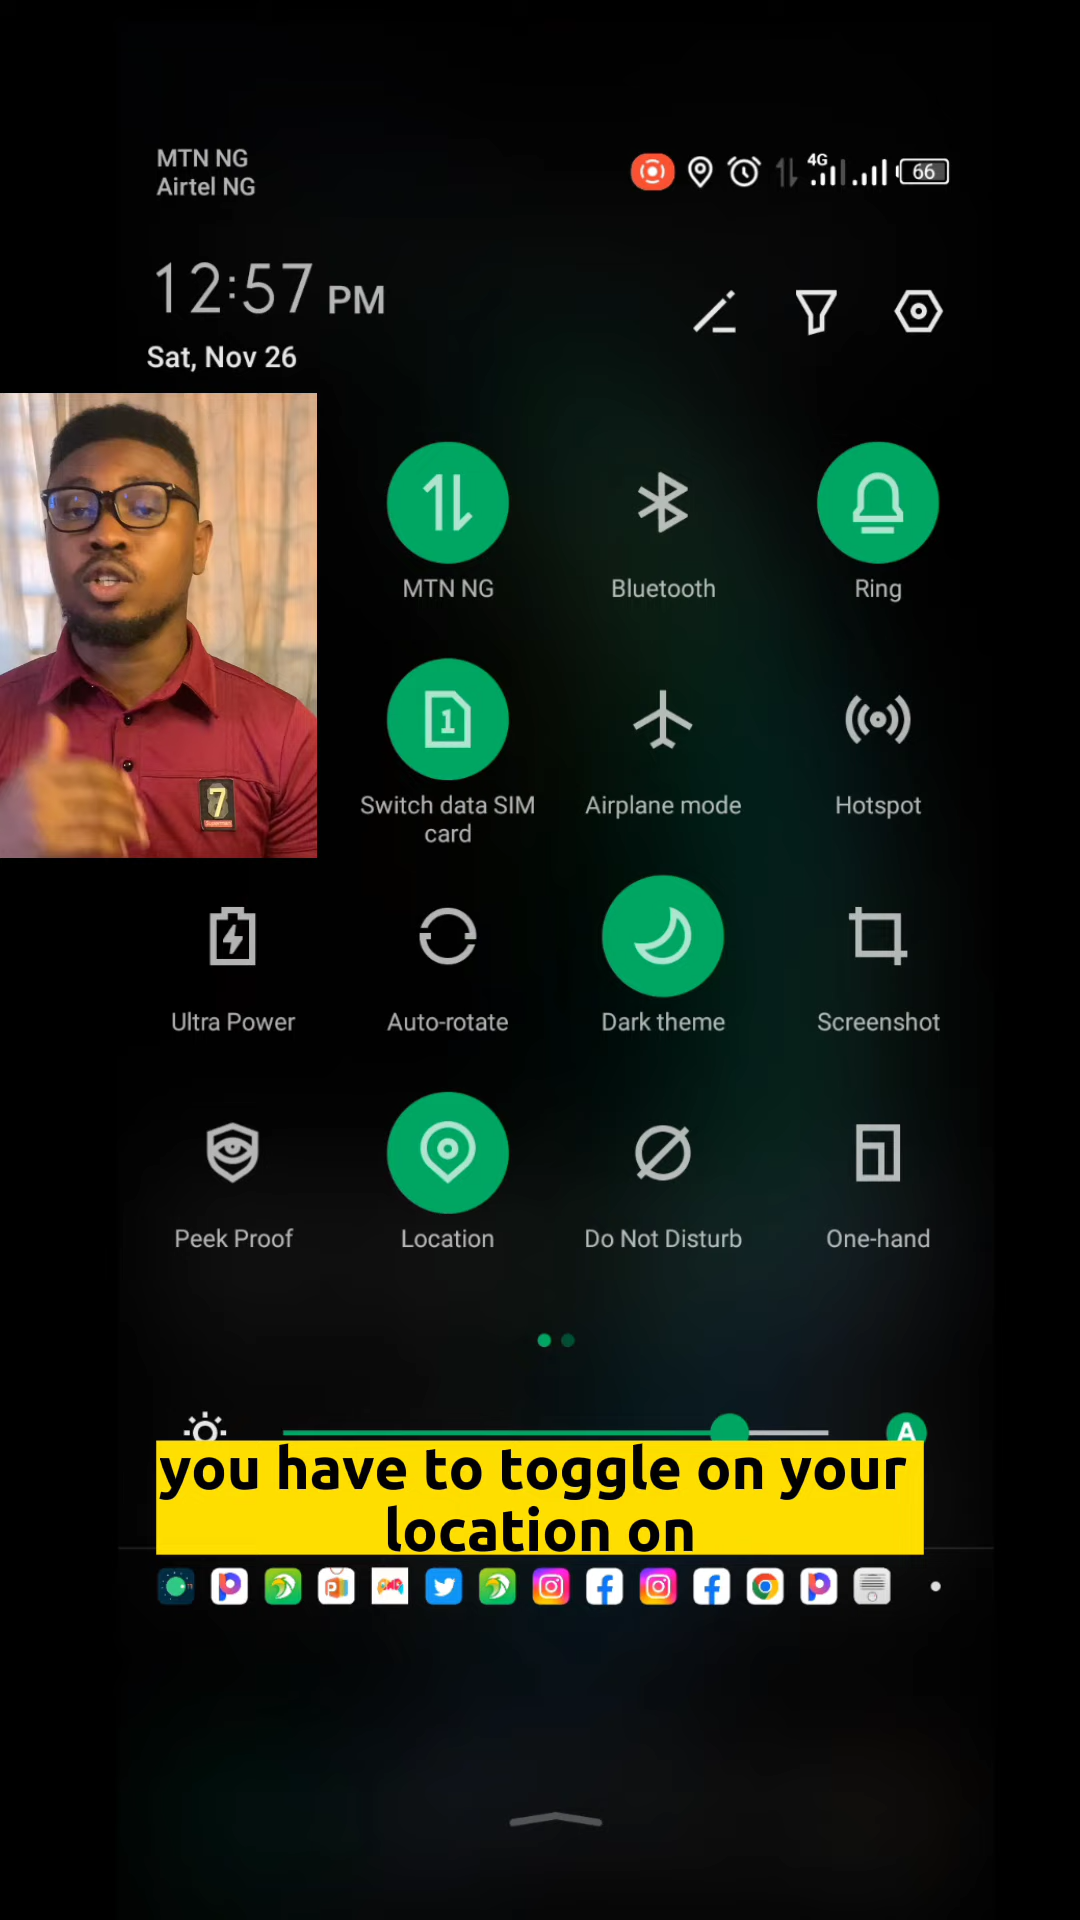 MTN NG
Airtel NG
4G
66
12:57 PM
Sat, Nov 26
MTN NG
Bluetooth
Ring
1
Switch data SIM
card
Airplane mode
Hotspot
7
Ultra Power
Auto-rotate
Dark theme
Screenshot
Peek Proof
Location
Do Not Disturb
One-hand
A
you have to toggle on your
location on